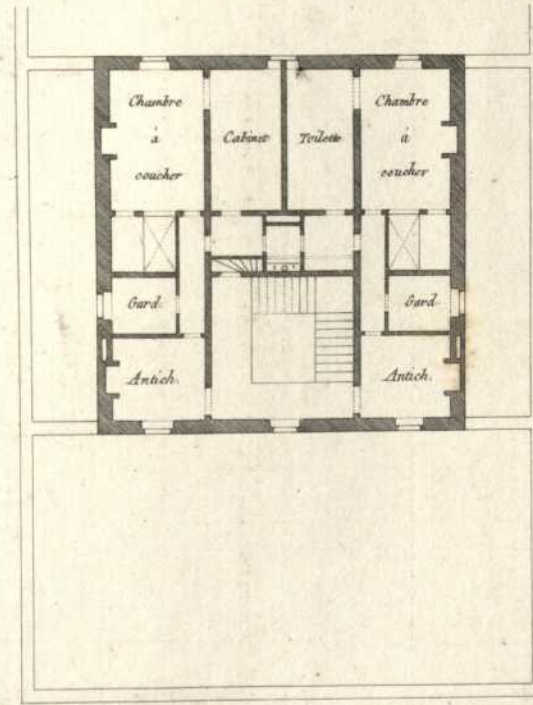 Chambre
à
coucher
Cabinet
Toilette
Chambre
à
coucher
Gard.
Gard.
Antich.
Antich.